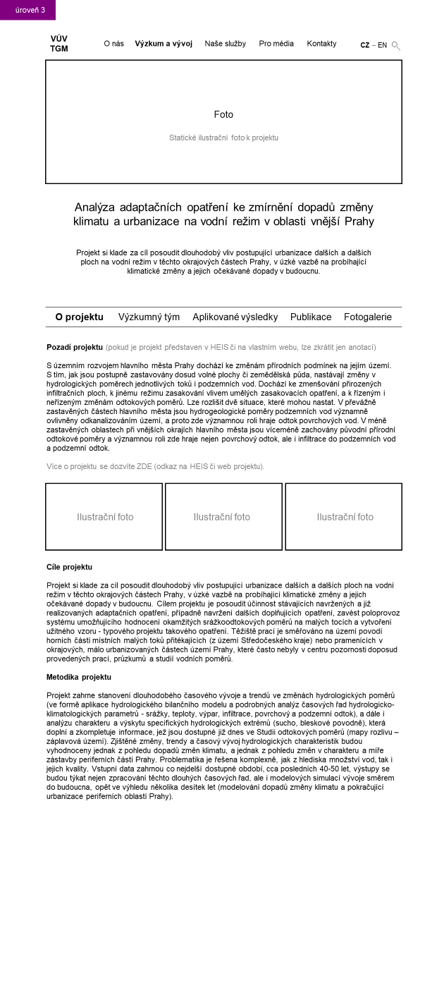 úroveň 3
VÚV
TGM
O nás Výzkum a vývoj Naše služby Pro média Kontakty CZ – EN
Foto
Statické ilustrační foto k projektu
Analýza adaptačních opatření ke zmírnění dopadů změny
klimatu a urbanizace na vodní režim v oblasti vnější Prahy
Projekt si klade za cíl posoudit dlouhodobý vliv postupující urbanizace dalších a dalších
ploch na vodní režim v těchto okrajových částech Prahy, v úzké vazbě na probíhající
klimatické změny a jejich očekávané dopady v budoucnu.
O projektu Výzkumný tým Aplikované výsledky Publikace Fotogalerie
Pozadí projektu (pokud je projekt představen v HEIS či na vlastním webu, lze zkrátit jen anotací)
S územním rozvojem hlavního města Prahy dochází ke změnám přírodních podmínek na jejím území.
S tím, jak jsou postupně zastavovány dosud volné plochy či zemědělská půda, nastávají změny v
hydrologických poměrech jednotlivých toků i podzemních vod. Dochází ke zmenšování přirozených
infiltračních ploch, k jinému režimu zasakování vlivem umělých zasakovacích opatření, a k řízeným i
neřízeným změnám odtokových poměrů. Lze rozlišit dvě situace, které mohou nastat. V převážně
zastavěných částech hlavního města jsou hydrogeologické poměry podzemních vod významně
ovlivněny odkanalizováním území, a proto zde významnou roli hraje odtok povrchových vod. V méně
zastavěných oblastech při vnějších okrajích hlavního města jsou víceméně zachovány původní přírodní
odtokové poměry a významnou roli zde hraje nejen povrchový odtok, ale i infiltrace do podzemních vod
a podzemní odtok.
Více o projektu se dozvíte ZDE (odkaz na HEIS či web projektu).
Ilustrační foto Ilustrační foto Ilustrační foto
Cíle projektu
Projekt si klade za cíl posoudit dlouhodobý vliv postupující urbanizace dalších a dalších ploch na vodní
režim v těchto okrajových částech Prahy, v úzké vazbě na probíhající klimatické změny a jejich
očekávané dopady v budoucnu. Cílem projektu je posoudit účinnost stávajících navržených a již
realizovaných adaptačních opatření, případně navržení dalších doplňujících opatření, zavést poloprovoz
systému umožňujícího hodnocení okamžitých srážkoodtokových poměrů na malých tocích a vytvoření
užitného vzoru - typového projektu takového opatření. Těžiště prací je směřováno na území povodí
horních částí místních malých toků přitékajících (z území Středočeského kraje) nebo pramenících v
okrajových, málo urbanizovaných částech území Prahy, které často nebyly v centru pozornosti doposud
provedených prací, průzkumů a studií vodních poměrů.
Metodika projektu
Projekt zahrne stanovení dlouhodobého časového vývoje a trendů ve změnách hydrologických poměrů
(ve formě aplikace hydrologického bilančního modelu a podrobných analýz časových řad hydrologicko-
klimatologických parametrů - srážky, teploty, výpar, infiltrace, povrchový a podzemní odtok), a dále i
analýzu charakteru a výskytu specifických hydrologických extrémů (sucho, bleskové povodně), která
doplní a zkompletuje informace, jež jsou dostupné již dnes ve Studii odtokových poměrů (mapy rozlivu –
záplavová území). Zjištěné změny, trendy a časový vývoj hydrologických charakteristik budou
vyhodnoceny jednak z pohledu dopadů změn klimatu, a jednak z pohledu změn v charakteru a míře
zástavby periferních částí Prahy. Problematika je řešena komplexně, jak z hlediska množství vod, tak i
jejich kvality. Vstupní data zahrnou co nejdelší dostupné období, cca posledních 40-50 let, výstupy se
budou týkat nejen zpracování těchto dlouhých časových řad, ale i modelových simulací vývoje směrem
do budoucna, opět ve výhledu několika desítek let (modelování dopadů změny klimatu a pokračující
urbanizace periferních oblastí Prahy).